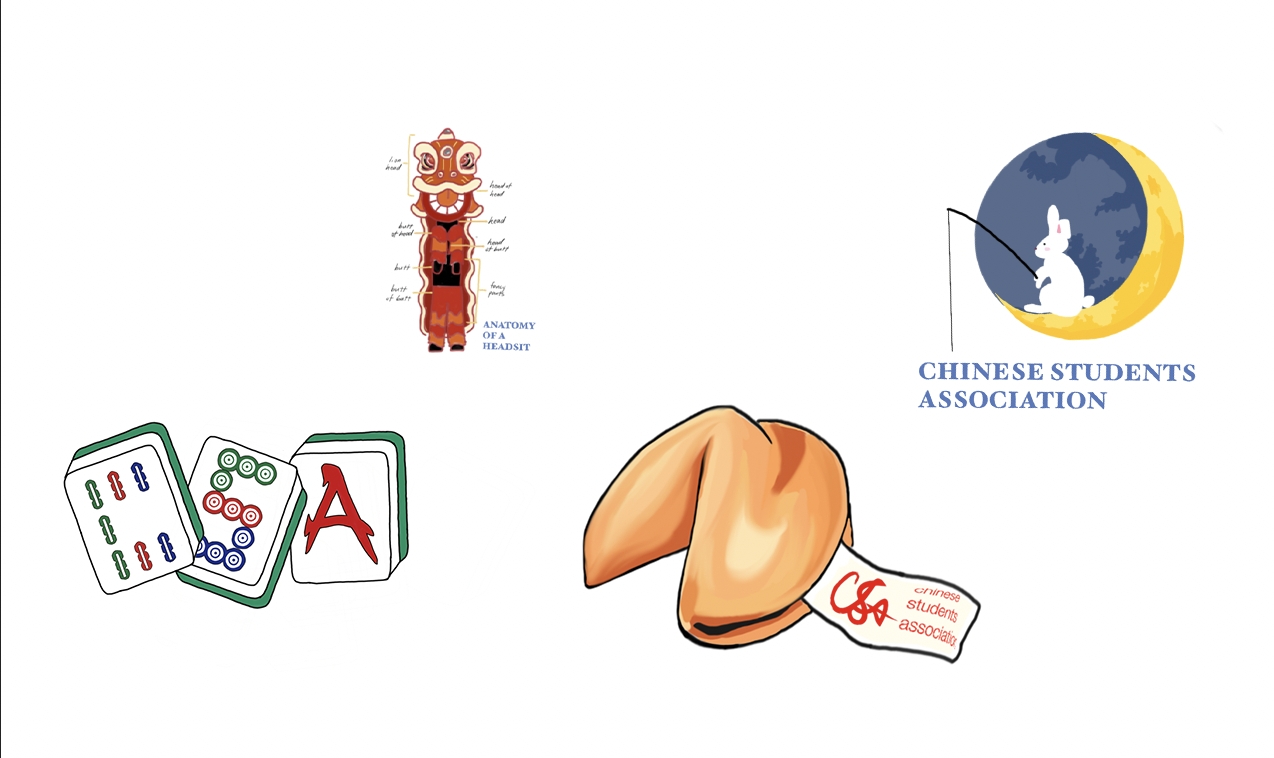 lion
head
head of
head
head
butt
of head
head
of butt
butt
butt
of butt
fancy
pants
ANATOMY
OF A
HEADSIT
CHINESE STUDENTS
ASSOCIATION
C S A
CSA
chinese
students
association